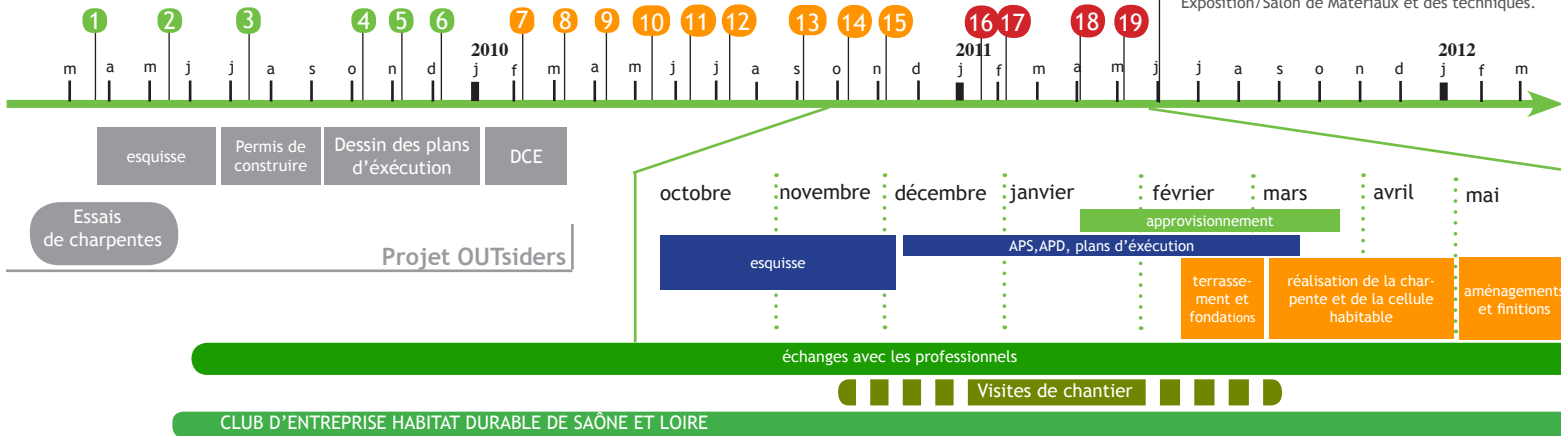 Exposition/Salon de Matériaux et des techniques.
1 2 3 4 5 6 7 8 9 10 11 12 13 14 15 16 17 18 19
2010 2011 2012
m a m j j a s o n d j f m a m j j a s o n d j f m a m j j a s o n d j f m
esquisse
Permis de
construire
Dessin des plans
d’éxécution
DCE
Essais
de charpentes
Projet OUTsiders
octobre novembre décembre janvier février mars avril mai
approvisionnement
APS,APD, plans d’éxécution
esquisse
terrasse-
ment et
fondations
réalisation de la char-
pente et de la cellule
habitable
aménagements
et finitions
échanges avec les professionnels
Visites de chantier
CLUB D’ENTREPRISE HABITAT DURABLE DE SAÔNE ET LOIRE